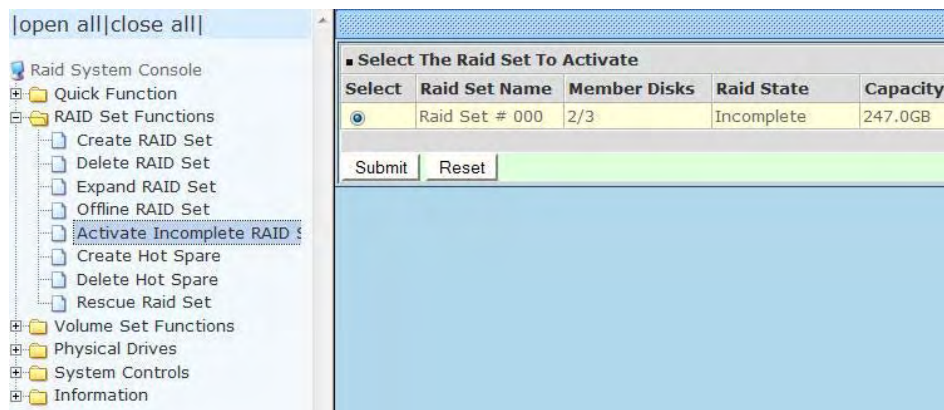 |open all|close all|
Raid System Console
Quick Function
RAID Set Functions
Create RAID Set
Delete RAID Set
Expand RAID Set
Offline RAID Set
Activate Incomplete RAID S
Create Hot Spare
Delete Hot Spare
Rescue Raid Set
Volume Set Functions
Physical Drives
System Controls
Information
Select The Raid Set To Activate
Select Raid Set Name Member Disks Raid State Capacity
Raid Set # 000 2/3 Incomplete 247.0GB
Submit Reset